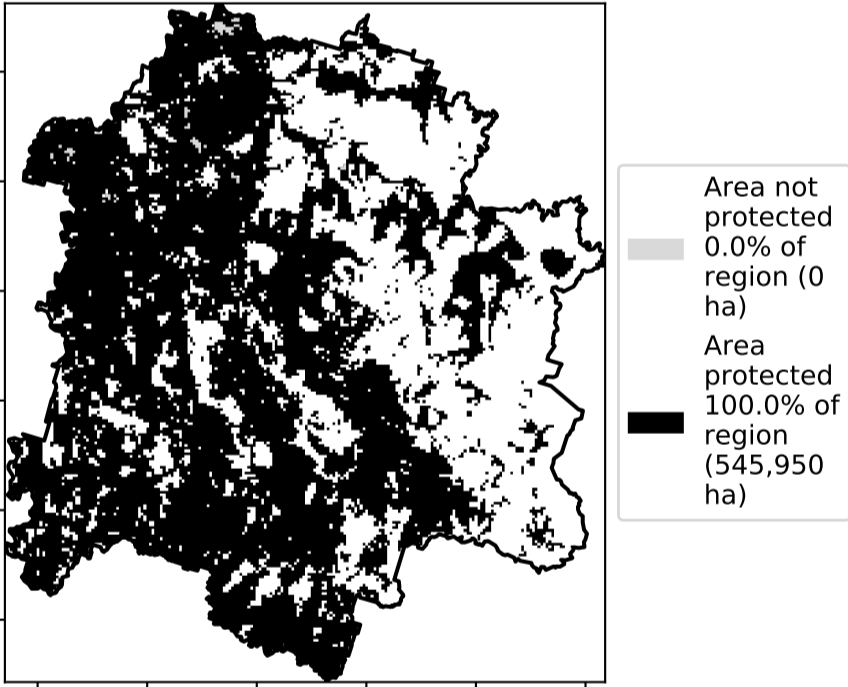 Area not
protected
0.0% of
region (0
ha)
Area
protected
100.0% of
region
(545,950
ha)